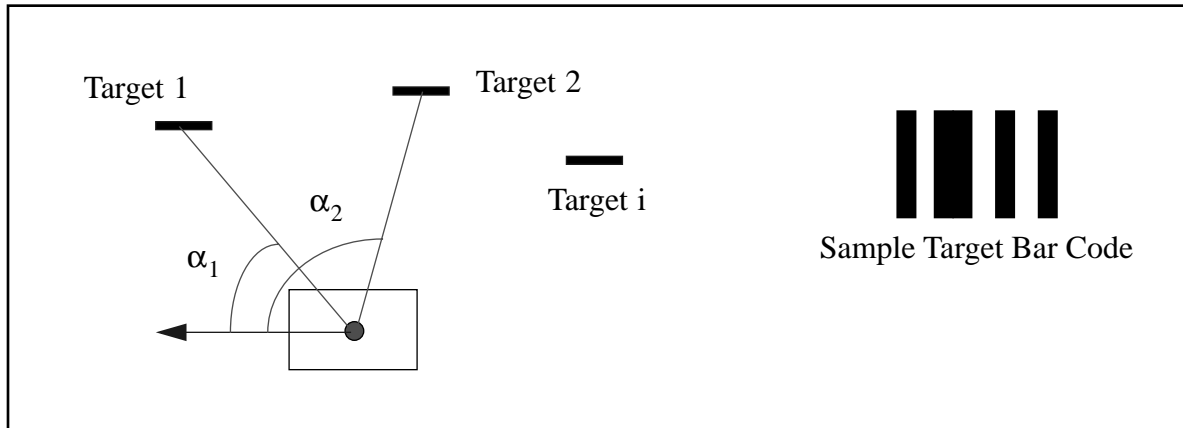 Target 1
Target 2
Target i
α₁
α₂
Sample Target Bar Code